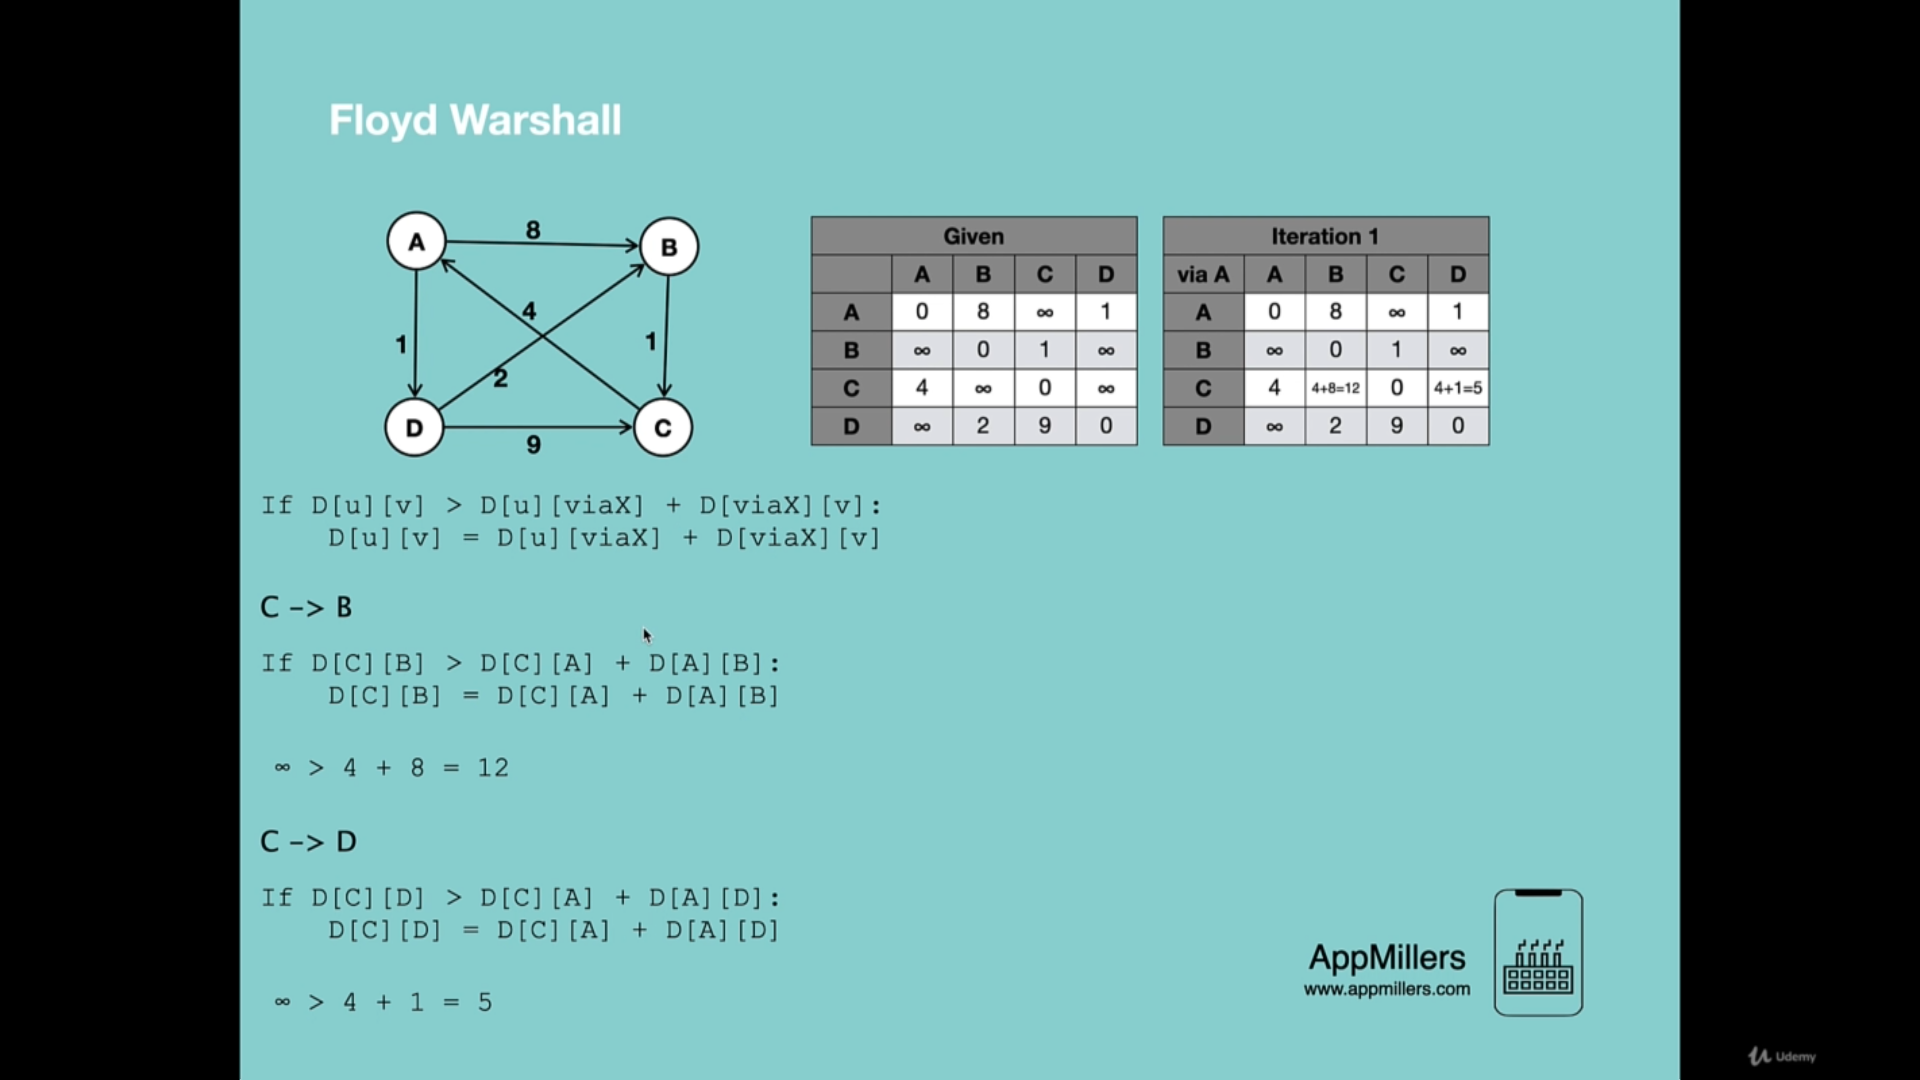 Floyd Warshall
A 8 B
4
1 1
2
D 9 C
Given
A B C D
A 0 8 ∞ 1
B ∞ 0 1 ∞
C 4 ∞ 0 ∞
D ∞ 2 9 0
Iteration 1
via A A B C D
A 0 8 ∞ 1
B ∞ 0 1 ∞
C 4 4+8=12 0 4+1=5
D ∞ 2 9 0
If D[u][v] > D[u][viaX] + D[viaX][v]:
D[u][v] = D[u][viaX] + D[viaX][v]
C -> B
If D[C][B] > D[C][A] + D[A][B]:
D[C][B] = D[C][A] + D[A][B]
∞ > 4 + 8 = 12
C -> D
If D[C][D] > D[C][A] + D[A][D]:
D[C][D] = D[C][A] + D[A][D]
∞ > 4 + 1 = 5
AppMillers
www.appmillers.com
Udemy